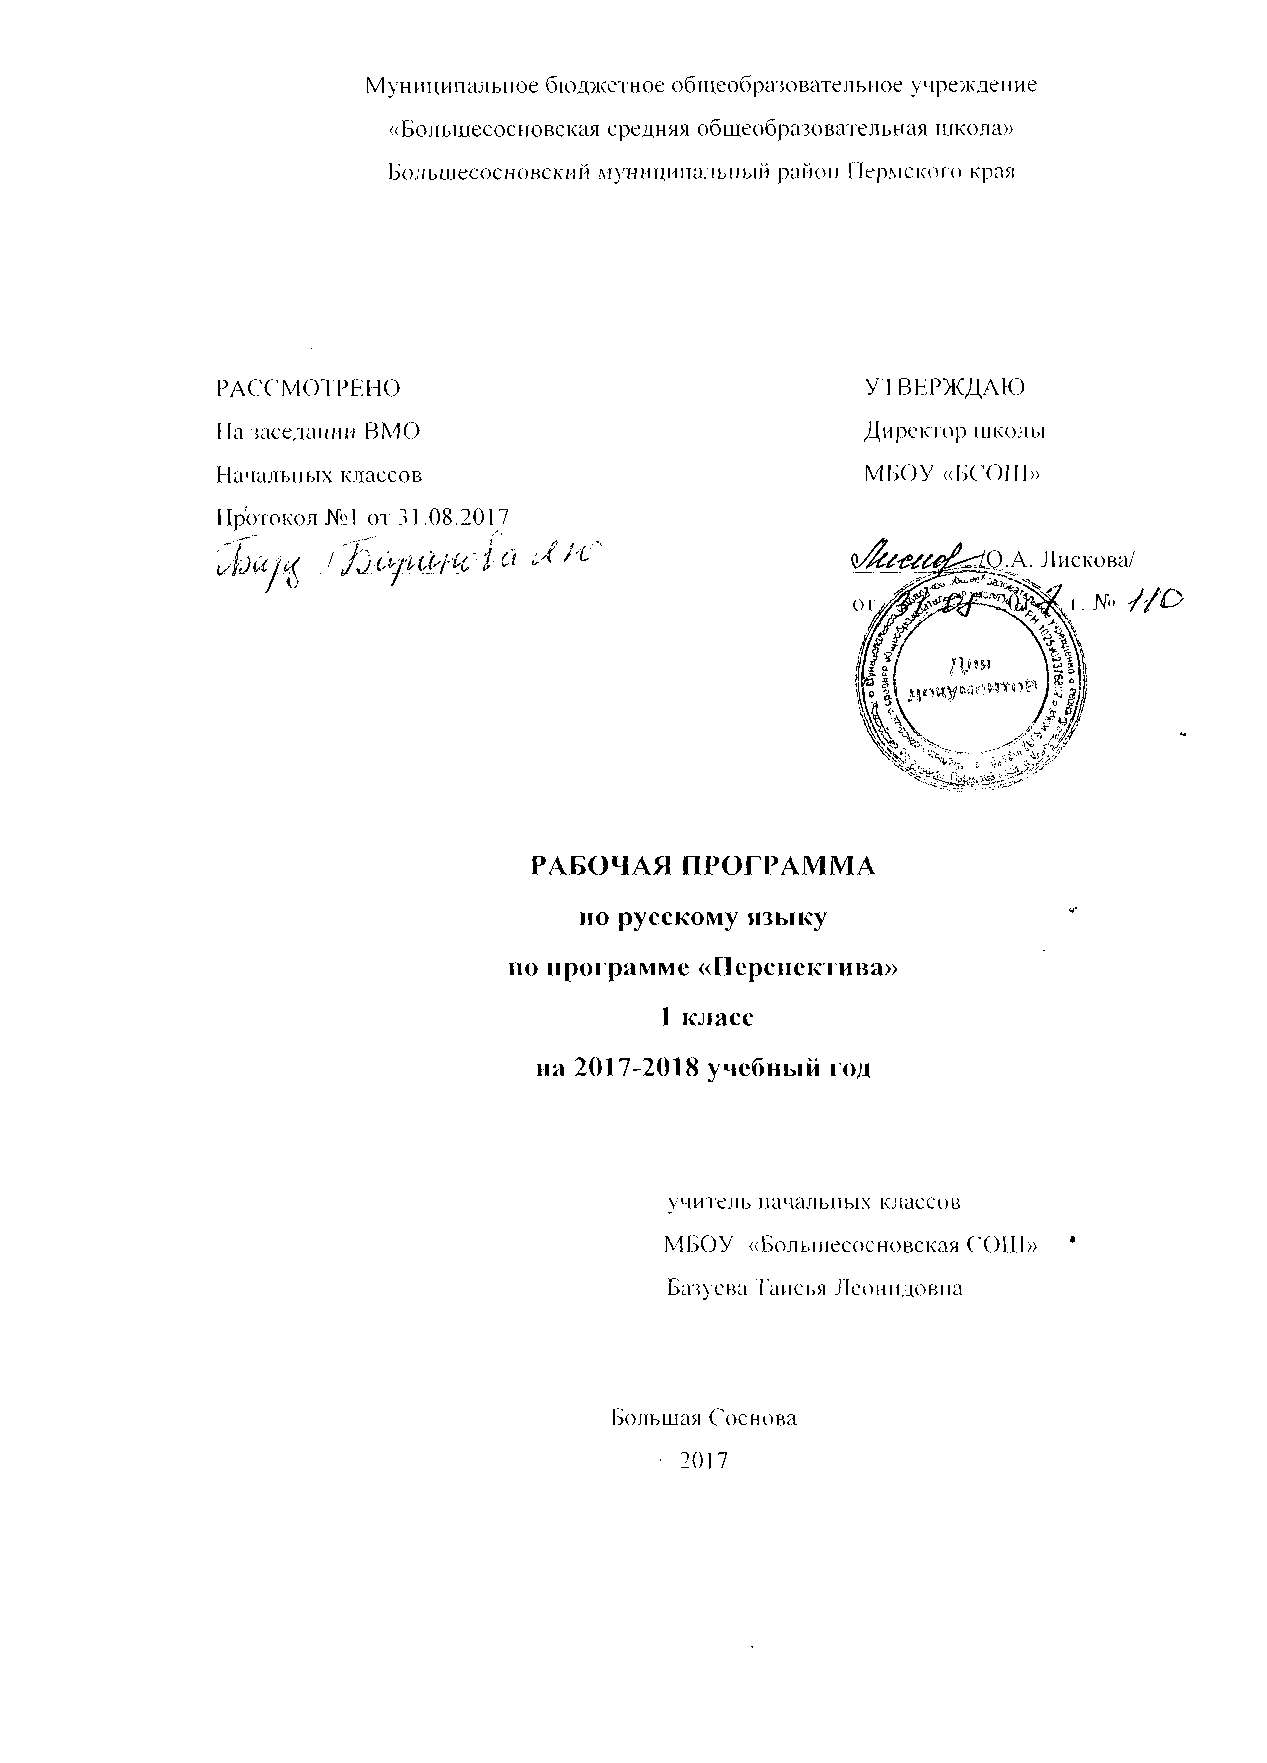 Муниципальное бюджетное общеобразовательное учреждение
«Большесосновская средняя общеобразовательная школа»
Большесосновский муниципальный район Пермского края
РАССМОТРЕНО
На заседании ВМО
Начальных классов
Протокол №1 от 31.08.2017
УТВЕРЖДАЮ
Директор школы
МБОУ «БСОШ»
/О.А. Лискова/
от г. № 110
Для
документов
РАБОЧАЯ ПРОГРАММА
по русскому языку
по программе «Перспектива»
1 класс
на 2017-2018 учебный год
учитель начальных классов
МБОУ «Большесосновская СОШ»
Базуева Таисья Леонидовна
Большая Соснова
2017